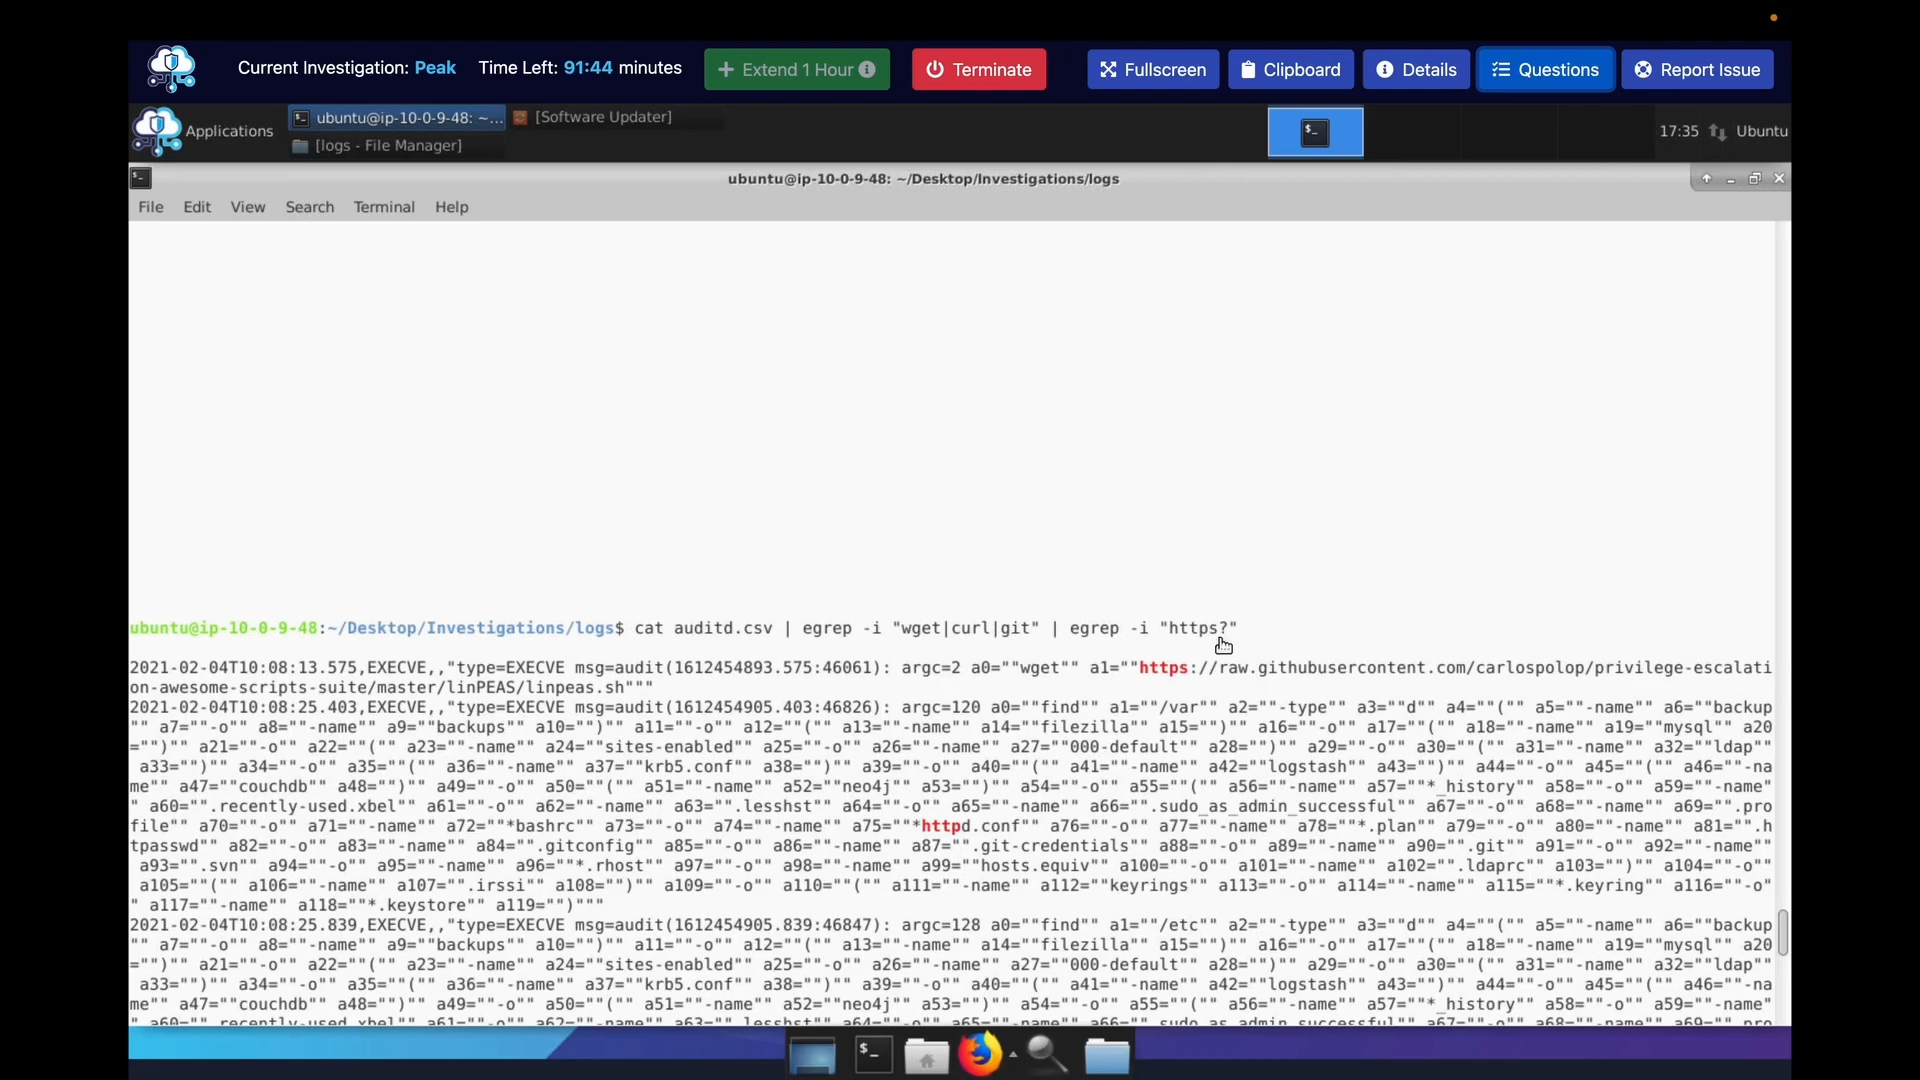 Current Investigation: Peak Time Left: 91:44 minutes + Extend 1 Hour Terminate Fullscreen Clipboard Details Questions Report Issue
Applications
ubuntu@ip-10-0-9-48: ~... [Software Updater]
[logs - File Manager]
17:35 Ubuntu
ubuntu@ip-10-0-9-48: ~/Desktop/Investigations/logs
File Edit View Search Terminal Help
ubuntu@ip-10-0-9-48:~/Desktop/Investigations/logs$ cat auditd.csv | egrep -i "wget|curl|git" | egrep -i "https?"
2021-02-04T10:08:13.575,EXECVE,,"type=EXECVE msg=audit(1612454893.575:46061): argc=2 a0=""wget"" a1=""https://raw.githubusercontent.com/carlospolop/privilege-escalati
on-awesome-scripts-suite/master/linPEAS/linpeas.sh"""
2021-02-04T10:08:25.403,EXECVE,,"type=EXECVE msg=audit(1612454905.403:46826): argc=120 a0=""find"" a1=""/var"" a2=""-type"" a3=""d"" a4=""("" a5=""-name"" a6=""backup
"" a7=""-o"" a8=""-name"" a9=""backups"" a10="")"" a11=""-o"" a12=""("" a13=""-name"" a14=""filezilla"" a15="")"" a16=""-o"" a17=""("" a18=""-name"" a19=""mysql"" a20
="")"" a21=""-o"" a22=""("" a23=""-name"" a24=""sites-enabled"" a25=""-o"" a26=""-name"" a27=""000-default"" a28="")"" a29=""-o"" a30=""("" a31=""-name"" a32=""ldap""
 a33="")"" a34=""-o"" a35=""("" a36=""-name"" a37=""krb5.conf"" a38="")"" a39=""-o"" a40=""("" a41=""-name"" a42=""logstash"" a43="")"" a44=""-o"" a45=""("" a46=""-na
me"" a47=""couchdb"" a48="")"" a49=""-o"" a50=""("" a51=""-name"" a52=""neo4j"" a53="")"" a54=""-o"" a55=""("" a56=""-name"" a57=""*_history"" a58=""-o"" a59=""-name"
" a60="".recently-used.xbel"" a61=""-o"" a62=""-name"" a63="".lesshst"" a64=""-o"" a65=""-name"" a66="".sudo_as_admin_successful"" a67=""-o"" a68=""-name"" a69="".pro
file"" a70=""-o"" a71=""-name"" a72=""*bashrc"" a73=""-o"" a74=""-name"" a75=""*httpd.conf"" a76=""-o"" a77=""-name"" a78=""*.plan"" a79=""-o"" a80=""-name"" a81="".h
tpasswd"" a82=""-o"" a83=""-name"" a84="".gitconfig"" a85=""-o"" a86=""-name"" a87="".git-credentials"" a88=""-o"" a89=""-name"" a90="".git"" a91=""-o"" a92=""-name""
 a93="".svn"" a94=""-o"" a95=""-name"" a96=""*.rhost"" a97=""-o"" a98=""-name"" a99=""hosts.equiv"" a100=""-o"" a101=""-name"" a102="".ldaprc"" a103="")"" a104=""-o""
 a105=""("" a106=""-name"" a107="".irssi"" a108="")"" a109=""-o"" a110=""("" a111=""-name"" a112=""keyrings"" a113=""-o"" a114=""-name"" a115=""*.keyring"" a116=""-o"
" a117=""-name"" a118=""*.keystore"" a119="")"""
2021-02-04T10:08:25.839,EXECVE,,"type=EXECVE msg=audit(1612454905.839:46847): argc=128 a0=""find"" a1=""/etc"" a2=""-type"" a3=""d"" a4=""("" a5=""-name"" a6=""backup
"" a7=""-o"" a8=""-name"" a9=""backups"" a10="")"" a11=""-o"" a12=""("" a13=""-name"" a14=""filezilla"" a15="")"" a16=""-o"" a17=""("" a18=""-name"" a19=""mysql"" a20
="")"" a21=""-o"" a22=""("" a23=""-name"" a24=""sites-enabled"" a25=""-o"" a26=""-name"" a27=""000-default"" a28="")"" a29=""-o"" a30=""("" a31=""-name"" a32=""ldap""
 a33="")"" a34=""-o"" a35=""("" a36=""-name"" a37=""krb5.conf"" a38="")"" a39=""-o"" a40=""("" a41=""-name"" a42=""logstash"" a43="")"" a44=""-o"" a45=""("" a46=""-na
me"" a47=""couchdb"" a48="")"" a49=""-o"" a50=""("" a51=""-name"" a52=""neo4j"" a53="")"" a54=""-o"" a55=""("" a56=""-name"" a57=""*_history"" a58=""-o"" a59=""-name"
" a60="".recently-used.xbel"" a61=""-o"" a62=""-name"" a63="".lesshst"" a64=""-o"" a65=""-name"" a66="".sudo_as_admin_successful"" a67=""-o"" a68=""-name"" a69="".pro